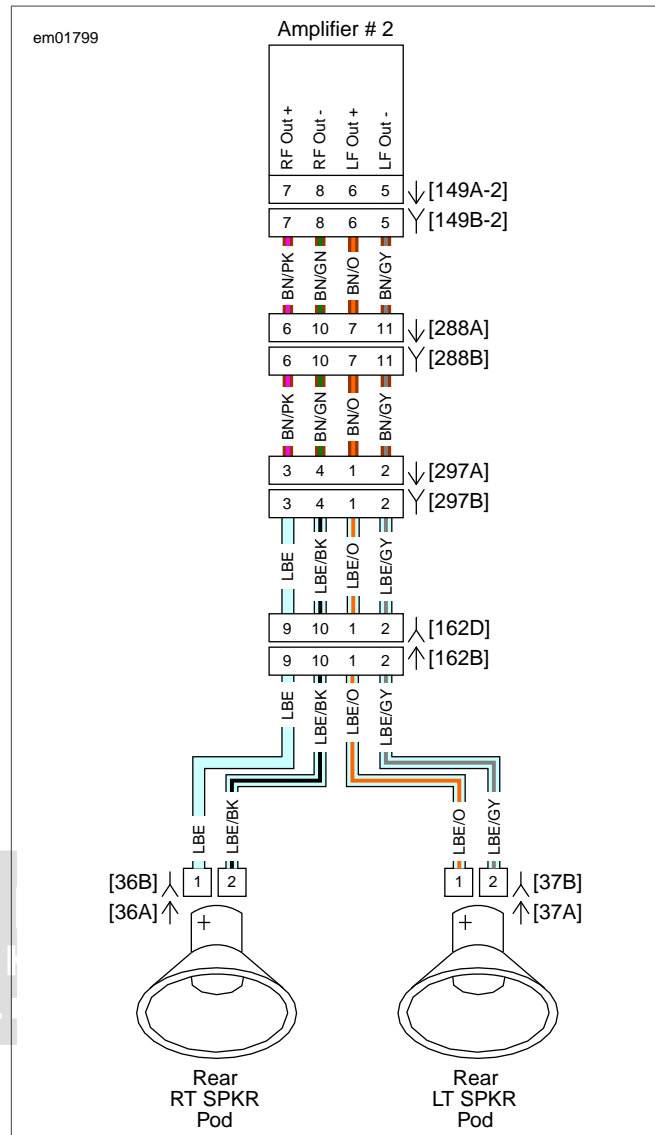 em01799
Amplifier # 2
RF Out +
RF Out -
LF Out +
LF Out -
7 8 6 5 [149A-2]
7 8 6 5 [149B-2]
BN/PK BN/GN BN/O BN/GY
6 10 7 11 [288A]
6 10 7 11 [288B]
BN/PK BN/GN BN/O BN/GY
3 4 1 2 [297A]
3 4 1 2 [297B]
LBE LBE/BK LBE/O LBE/GY
9 10 1 2 [162D]
9 10 1 2 [162B]
LBE LBE/BK LBE/O LBE/GY
LBE LBE/BK LBE/O LBE/GY
[36B] 1 2 1 2 [37B]
[36A] [37A]
+ +
Rear
RT SPKR
Pod
Rear
LT SPKR
Pod